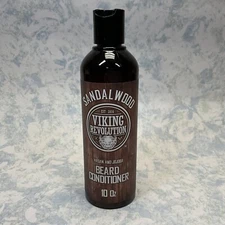 SANDALWOOD
VIKING
REVOLUTION
BEARD
CONDITIONER
10 Oz